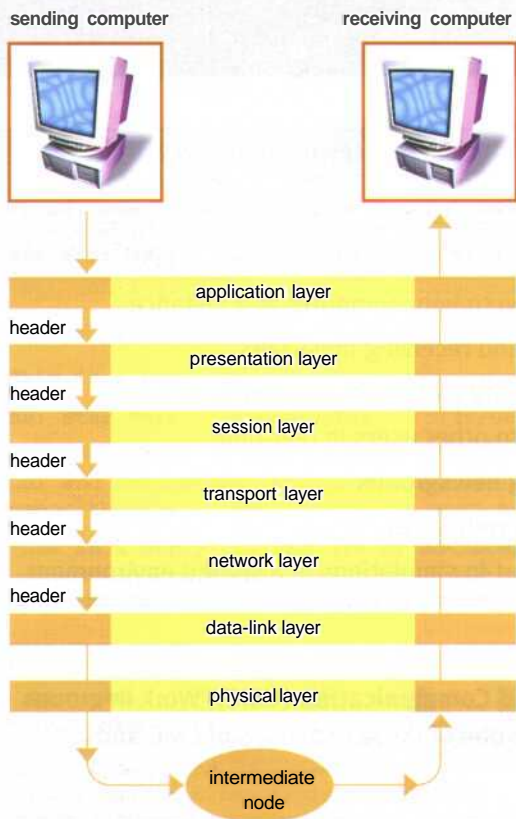 sending computer
receiving computer
application layer
header
presentation layer
header
session layer
header
transport layer
header
network layer
header
data-link layer
physical layer
intermediate
node